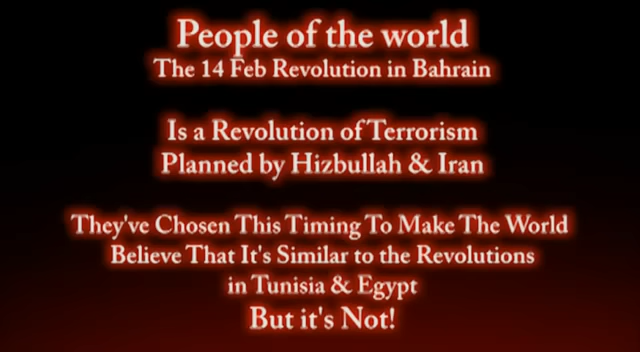 People of the world
The 14 Feb Revolution in Bahrain
Is a Revolution of Terrorism
Planned by Hizbullah & Iran
They've Chosen This Timing To Make The World
Believe That It's Similar to the Revolutions
in Tunisia & Egypt
But it's Not!